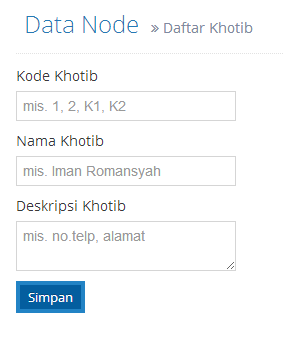 Data Node » Daftar Khotib
Kode Khotib
mis. 1, 2, K1, K2
Nama Khotib
mis. Iman Romansyah
Deskripsi Khotib
mis. no.telp, alamat
Simpan